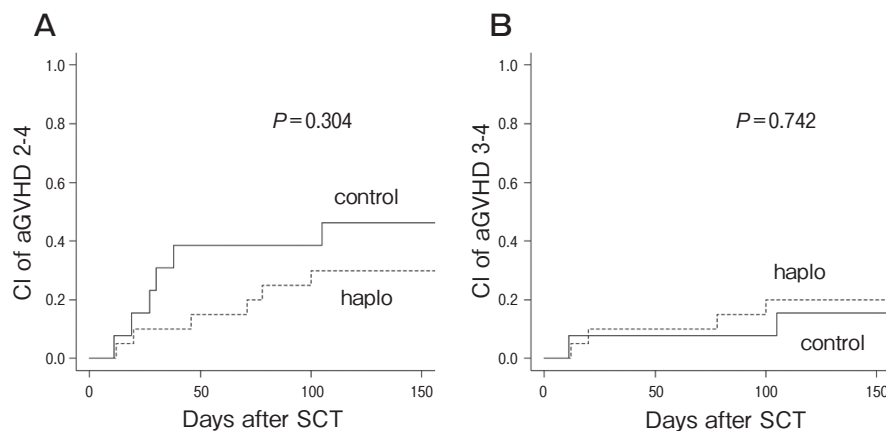 A
CI of aGVHD 2-4
1.0
0.8
0.6
0.4
0.2
0.0
P=0.304
control
haplo
0
50
100
150
Days after SCT
B
CI of aGVHD 3-4
1.0
0.8
0.6
0.4
0.2
0.0
P=0.742
haplo
control
0
50
100
150
Days after SCT